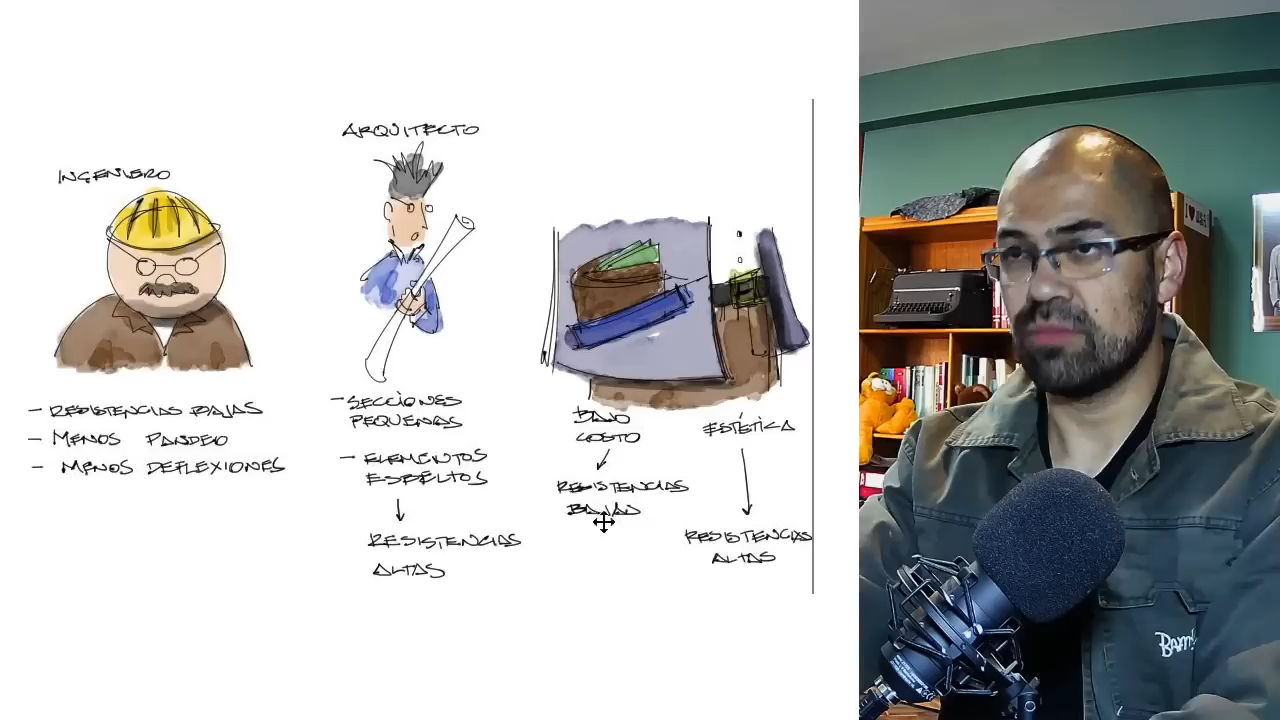 INGENIERO
- RESISTENCIAS BAJAS
- MENOS PANDEO
- MENOS DEFLEXIONES
ARQUITECTO
- SECCIONES
PEQUEÑAS
- ELEMENTOS
ESBELTOS
RESISTENCIAS
ALTAS
BAJO
COSTO
RESISTENCIAS
BAJAS
ESTÉTICA
RESISTENCIAS
ALTAS